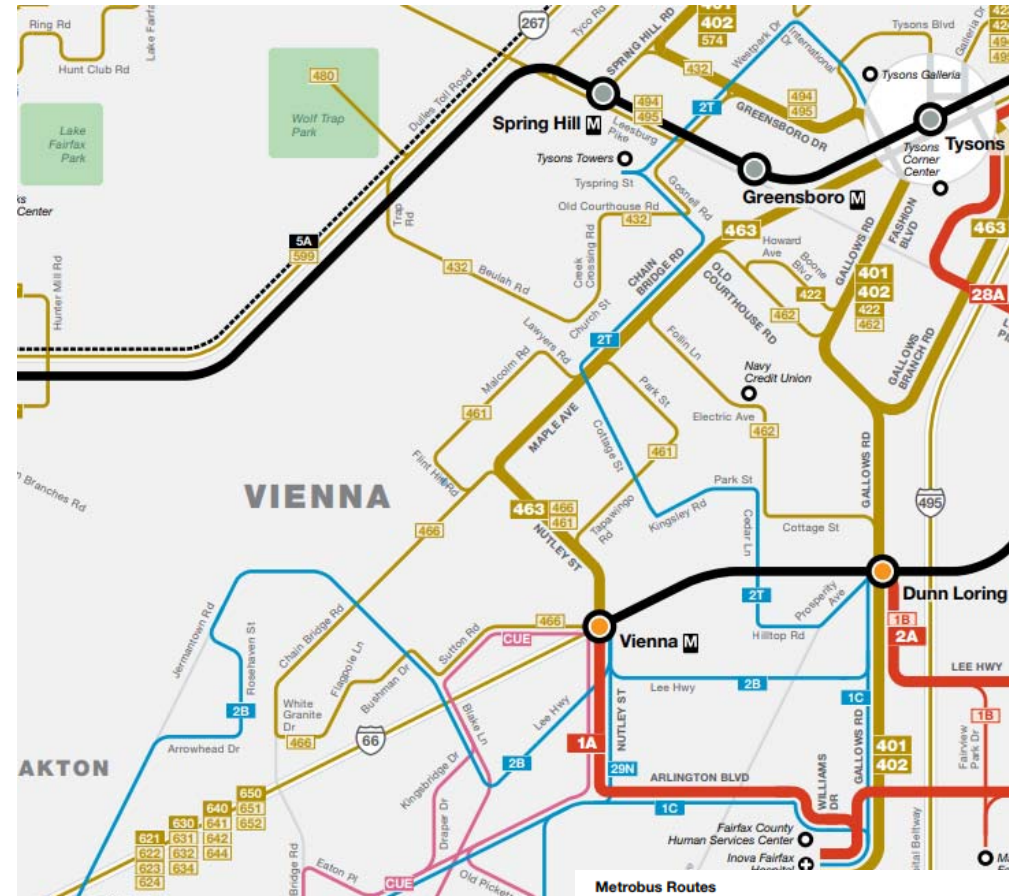 Ring Rd
Lake Fairfax
Hunt Club Rd
267
Tyco Rd
SPRING HILL RD
401
402
574
Westpark Dr
International Dr
Tysons Blvd
Galleria Dr
423
424
494
495
480
Dulles Toll Road
Wolf Trap
Park
Lake
Fairfax
Park
Spring Hill M
494
495
Leesburg
Pike
432
2T
494
495
GREENSBORO DR
Tysons Galleria
Tysons
Tysons
Corner
Center
Tysons Towers
Tyspring St
Gosnell Rd
Greensboro M
Center
Old Courthouse Rd
432
Trap
Rd
5A
599
432
Beulah Rd
Creek
Crossing Rd
CHAIN
BRIDGE RD
463
Howard
Ave
Boone
Blvd
422
OLD
COURTHOUSE RD
462
GALLOWS RD
FASHION
BLVD
401
402
422
462
463
28A
Hunter Mill Rd
Church St
Lawyers Rd
2T
Malcolm Rd
461
Follin Ln
Navy
Credit Union
GALLOWS
BRANCH RD
MAPLE AVE
Park St
461
Electric Ave
462
Cottage St
Flint Hill Rd
GALLOWS RD
495
Branches Rd
VIENNA
463
466
461
NUTLEY ST
Tapawingo
Rd
Kingsley Rd
Park St
Cedar Ln
Cottage St
466
Dunn Loring
Prosperity
Ave
2T
Hilltop Rd
1B
2A
Jermantown Rd
Rosehaven St
Chain Bridge Rd
Flagpole Ln
Bushman Dr
Sutton Rd
466
CUE
Vienna M
LEE HWY
2B
White
Granite
Dr
466
Arrowhead Dr
66
Blake Ln
Lee Hwy
2B
Lee Hwy
2B
NUTLEY ST
1C
GALLOWS RD
1B
Fairview
Park Dr
AKTON
1A
29N
401
402
Kingsbridge Dr
Draper Dr
ARLINGTON BLVD
1C
WILLIAMS
DR
650
651
652
640
641
642
644
630
631
632
634
621
622
623
624
Fairfax County
Human Services Center
Inova Fairfax
Hospital
Bridge Rd
Eaton Pl
CUE
Old Pickett
Metrobus Routes